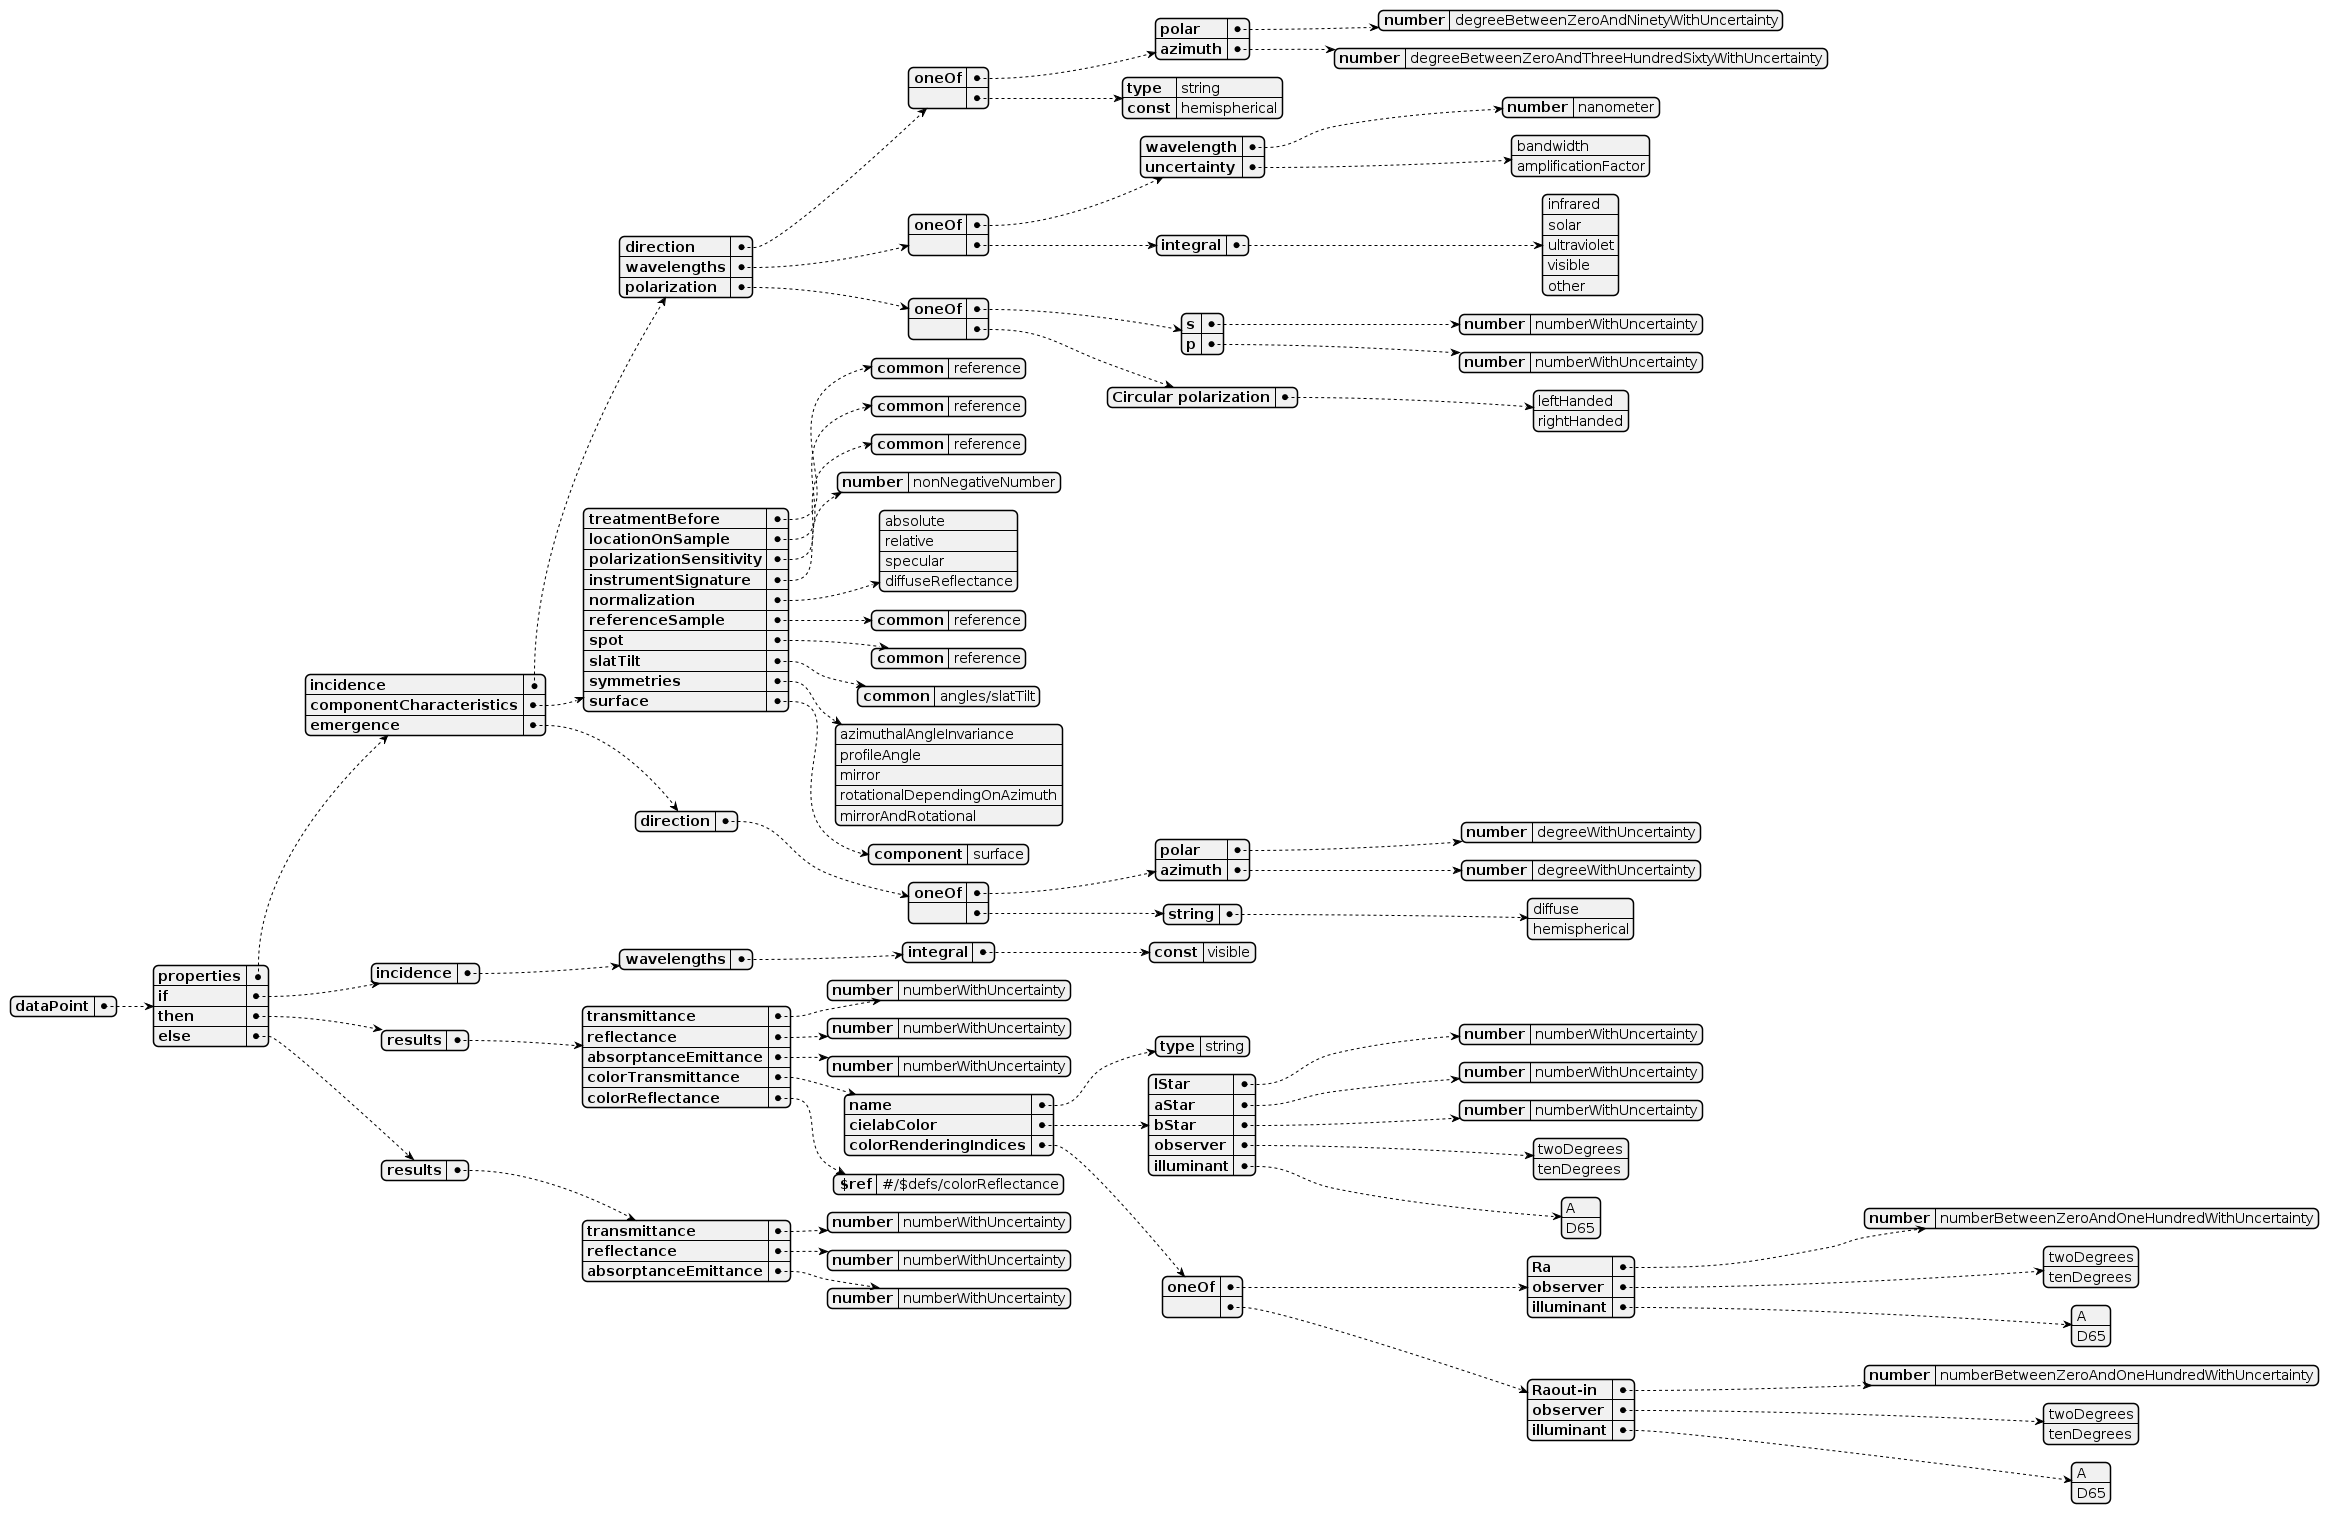 dataPoint
properties
if
then
else
incidence
componentCharacteristics
emergence
direction
wavelengths
polarization
oneOf
polar
azimuth
number degreeBetweenZeroAndNinetyWithUncertainty
number degreeBetweenZeroAndThreeHundredSixtyWithUncertainty
type string
const hemispherical
oneOf
wavelength
uncertainty
number nanometer
bandwidth
amplificationFactor
integral
infrared
solar
ultraviolet
visible
other
oneOf
s
p
number numberWithUncertainty
number numberWithUncertainty
Circular polarization
leftHanded
rightHanded
treatmentBefore
locationOnSample
polarizationSensitivity
instrumentSignature
normalization
referenceSample
spot
slatTilt
symmetries
surface
common reference
common reference
common reference
number nonNegativeNumber
absolute
relative
specular
diffuseReflectance
common reference
common reference
common angles/slatTilt
azimuthalAngleInvariance
profileAngle
mirror
rotationalDependingOnAzimuth
mirrorAndRotational
component surface
direction
oneOf
polar
azimuth
number degreeWithUncertainty
number degreeWithUncertainty
string
diffuse
hemispherical
incidence
wavelengths
integral
const visible
results
transmittance
reflectance
absorptanceEmittance
colorTransmittance
colorReflectance
number numberWithUncertainty
number numberWithUncertainty
number numberWithUncertainty
name
cielabColor
colorRenderingIndices
type string
lStar
aStar
bStar
observer
illuminant
number numberWithUncertainty
number numberWithUncertainty
number numberWithUncertainty
twoDegrees
tenDegrees
A
D65
oneOf
Ra
observer
illuminant
number numberBetweenZeroAndOneHundredWithUncertainty
twoDegrees
tenDegrees
A
D65
Raout-in
observer
illuminant
number numberBetweenZeroAndOneHundredWithUncertainty
twoDegrees
tenDegrees
A
D65
$ref #/$defs/colorReflectance
results
transmittance
reflectance
absorptanceEmittance
number numberWithUncertainty
number numberWithUncertainty
number numberWithUncertainty